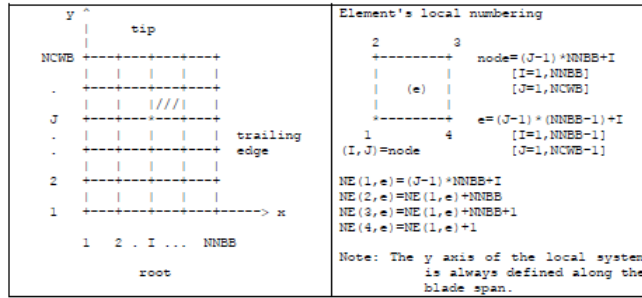 y ^
| tip
|
NCWB +---+---+---+---+
| | | | |
. +---+---+---+---+
| | |///| |
J +---+---+---+---+
. | | | | | trailing
. +---+---+---+---+ edge
| | | | |
2 +---+---+---+---+
| | | | |
1 +---+---+---+---+-----> x
1 2 . I ... NNBB
root
Element's local numbering
2 3
+--------+ node=(J-1)*NNBB+I
| | [I=1,NNBB]
| (e) | [J=1,NCWB]
| |
*--------+ e=(J-1)*(NNBB-1)+I
1 4 [I=1,NNBB-1]
(I,J)=node [J=1,NCWB-1]
NE(1,e)=(J-1)*NNBB+I
NE(2,e)=NE(1,e)+NNBB
NE(3,e)=NE(1,e)+NNBB+1
NE(4,e)=NE(1,e)+1
Note: The y axis of the local system
is always defined along the
blade span.